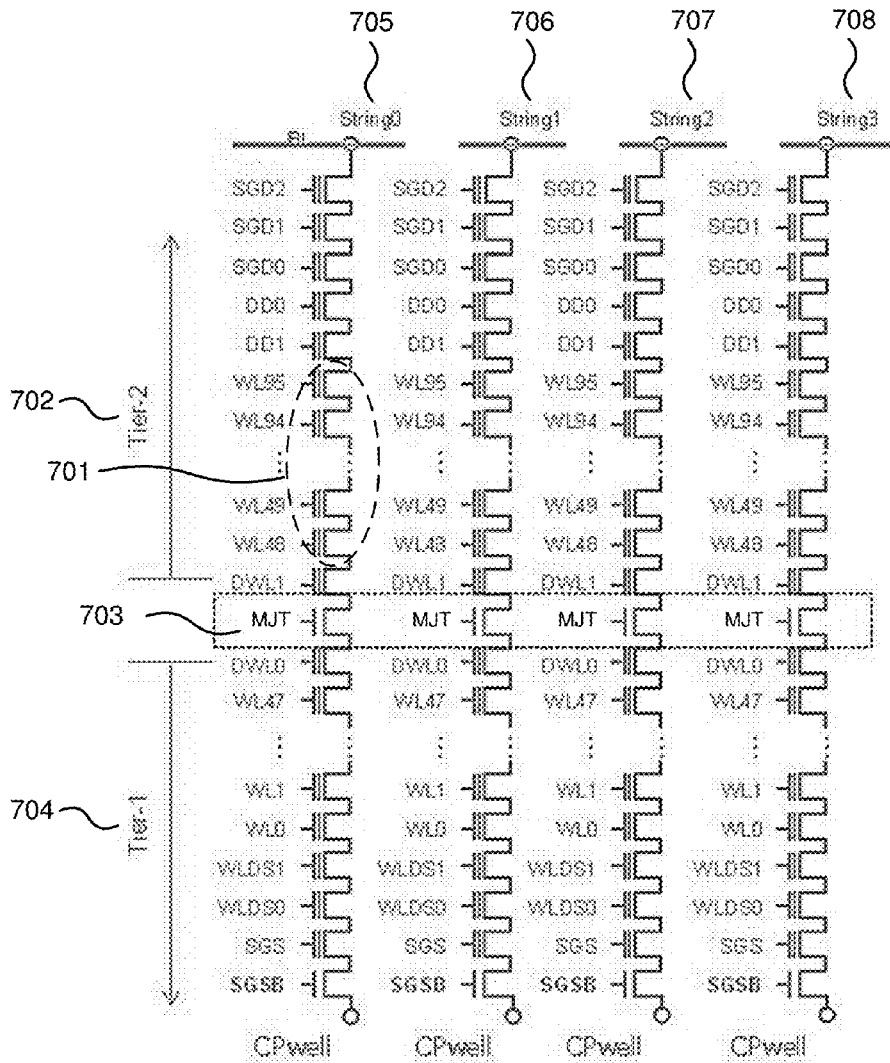 705 706 707 708
String0 String1 String2 String3
BL
SGD2 SGD2 SGD2 SGD2
SGD1 SGD1 SGD1 SGD1
SGD0 SGD0 SGD0 SGD0
DD0 DD0 DD0 DD0
DD1 DD1 DD1 DD1
WL95 WL95 WL95 WL95
702 Tier-2 WL94 WL94 WL94 WL94
701 ⋮ ⋮ ⋮ ⋮
WL49 WL49 WL49 WL49
WL48 WL48 WL48 WL48
DWL1 DWL1 DWL1 DWL1
703 MJT MJT MJT MJT
DWL0 DWL0 DWL0 DWL0
WL47 WL47 WL47 WL47
⋮ ⋮ ⋮ ⋮
WL1 WL1 WL1 WL1
704 Tier-1 WL0 WL0 WL0 WL0
WLDS1 WLDS1 WLDS1 WLDS1
WLDS0 WLDS0 WLDS0 WLDS0
SGS SGS SGS SGS
SGSB SGSB SGSB SGSB
CPwell CPwell CPwell CPwell